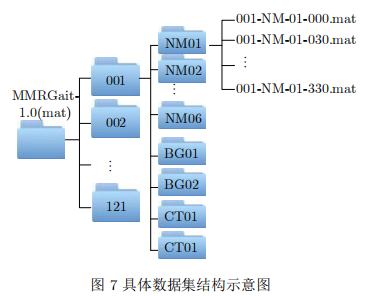 MMRGait-
1.0(mat)
001
002
⋮
121
NM01
NM02
⋮
NM06
BG01
BG02
CT01
CT01
001-NM-01-000.mat
001-NM-01-030.mat
⋮
001-NM-01-330.mat
图 7 具体数据集结构示意图